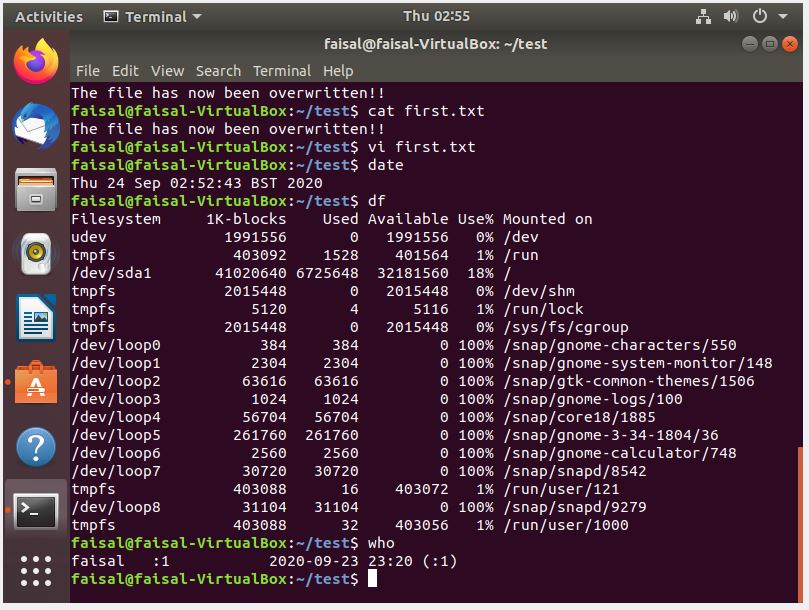 Activities Terminal Thu 02:55
faisal@faisal-VirtualBox: ~/test
File Edit View Search Terminal Help
The file has now been overwritten!!
faisal@faisal-VirtualBox:~/test$ cat first.txt
The file has now been overwritten!!
faisal@faisal-VirtualBox:~/test$ vi first.txt
faisal@faisal-VirtualBox:~/test$ date
Thu 24 Sep 02:52:43 BST 2020
faisal@faisal-VirtualBox:~/test$ df
Filesystem     1K-blocks    Used Available Use% Mounted on
udev             1991556       0   1991556   0% /dev
tmpfs             403092    1528    401564   1% /run
/dev/sda1       41020640 6725648  32181560  18% /
tmpfs            2015448       0   2015448   0% /dev/shm
tmpfs               5120       4      5116   1% /run/lock
tmpfs            2015448       0   2015448   0% /sys/fs/cgroup
/dev/loop0           384     384         0 100% /snap/gnome-characters/550
/dev/loop1          2304    2304         0 100% /snap/gnome-system-monitor/148
/dev/loop2         63616   63616         0 100% /snap/gtk-common-themes/1506
/dev/loop3          1024    1024         0 100% /snap/gnome-logs/100
/dev/loop4         56704   56704         0 100% /snap/core18/1885
/dev/loop5        261760  261760         0 100% /snap/gnome-3-34-1804/36
/dev/loop6          2560    2560         0 100% /snap/gnome-calculator/748
/dev/loop7         30720   30720         0 100% /snap/snapd/8542
tmpfs             403088      16    403072   1% /run/user/121
/dev/loop8         31104   31104         0 100% /snap/snapd/9279
tmpfs             403088      32    403056   1% /run/user/1000
faisal@faisal-VirtualBox:~/test$ who
faisal   :1           2020-09-23 23:20 (:1)
faisal@faisal-VirtualBox:~/test$